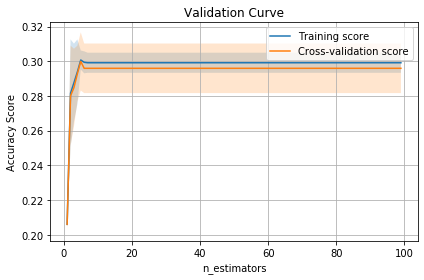 Validation Curve
0.32
0.30
0.28
0.26
0.24
0.22
0.20
Accuracy Score
Training score
Cross-validation score
0 20 40 60 80 100
n_estimators